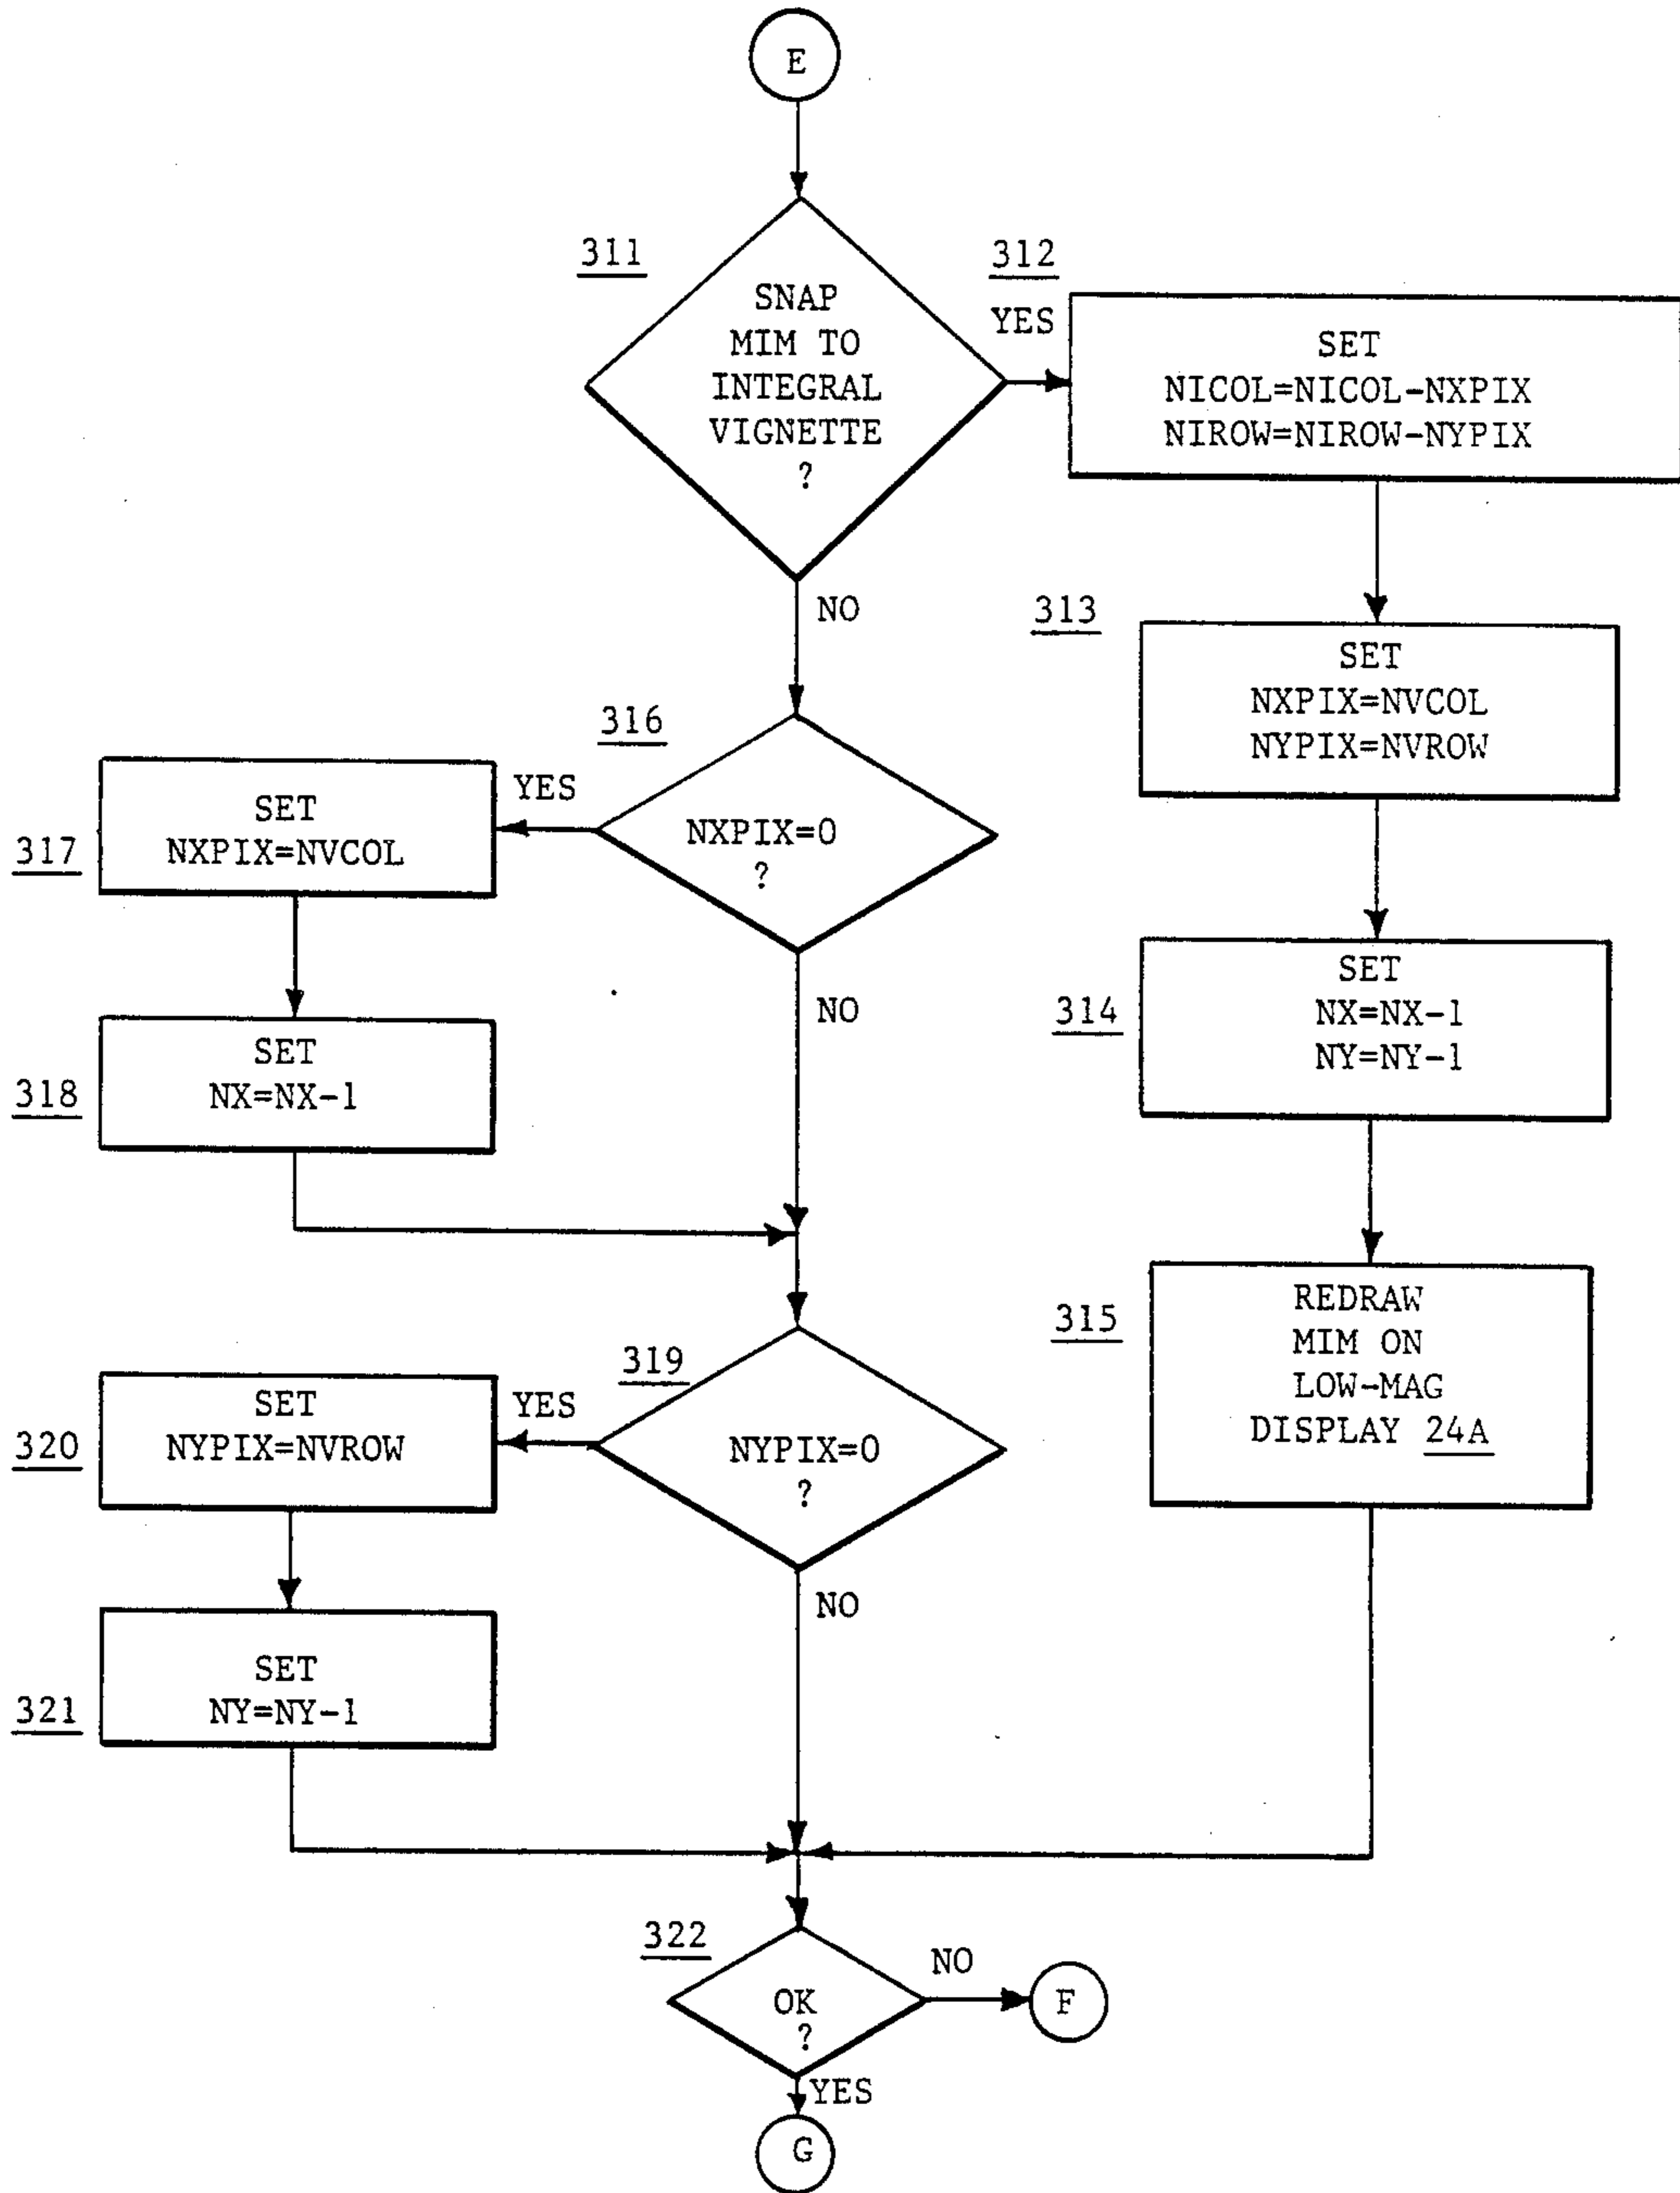 E
311
SNAP
MIM TO
INTEGRAL
VIGNETTE
?
YES
312
SET
NICOL=NICOL-NXPIX
NIROW=NIROW-NYPIX
NO
313
SET
NXPIX=NVCOL
NYPIX=NVROW
316
NXPIX=0
?
YES
317
SET
NXPIX=NVCOL
NO
314
SET
NX=NX-1
NY=NY-1
318
SET
NX=NX-1
315
REDRAW
MIM ON
LOW-MAG
DISPLAY 24A
319
NYPIX=0
?
YES
320
SET
NYPIX=NVROW
NO
321
SET
NY=NY-1
322
OK
?
NO
F
YES
G